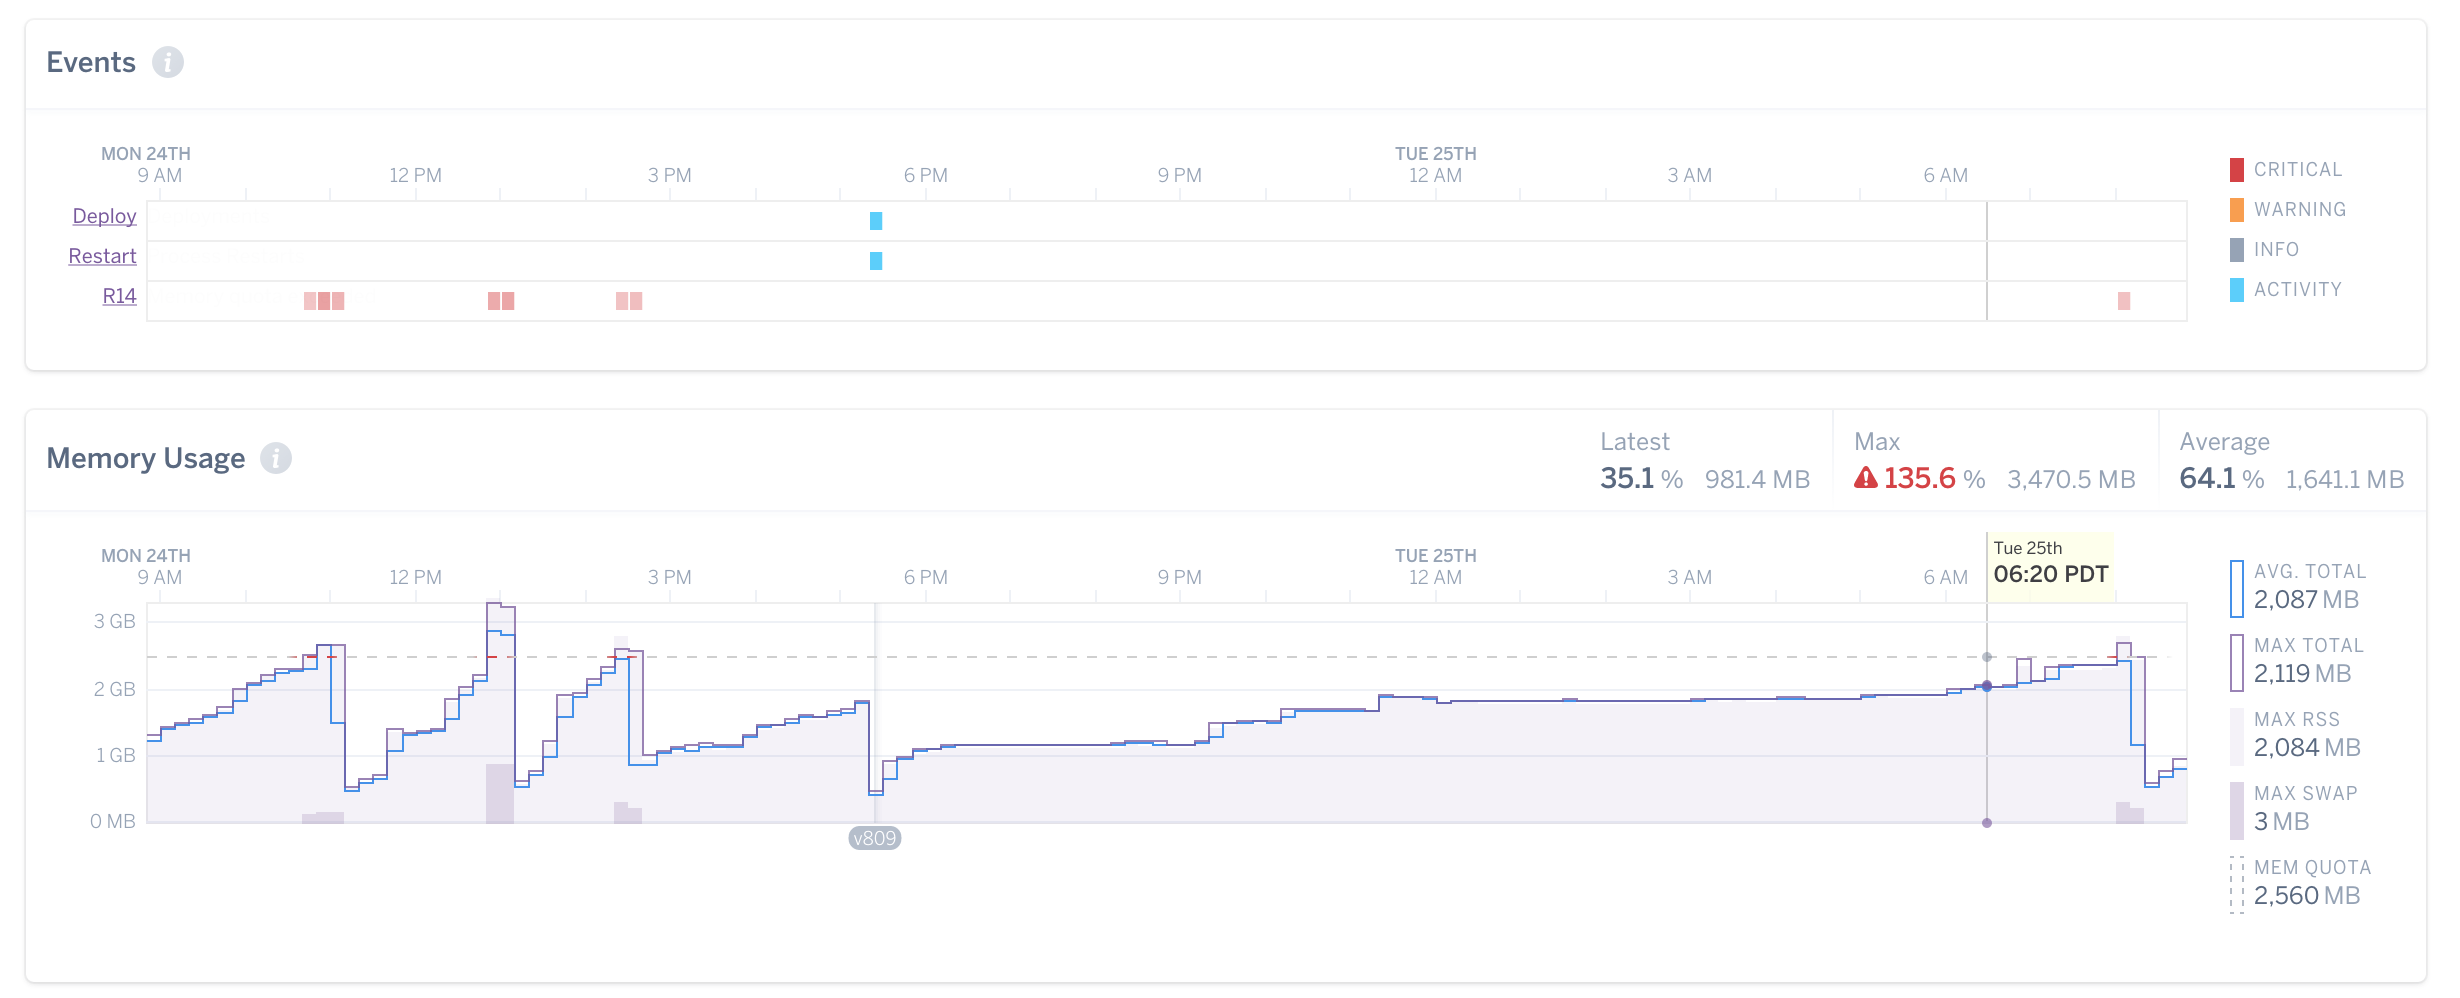 Events i
MON 24TH TUE 25TH
9 AM 12 PM 3 PM 6 PM 9 PM 12 AM 3 AM 6 AM
Deploy
Restart
R14
CRITICAL
WARNING
INFO
ACTIVITY
Memory Usage i
Latest
35.1 % 981.4 MB
Max
135.6 % 3,470.5 MB
Average
64.1 % 1,641.1 MB
MON 24TH TUE 25TH
9 AM 12 PM 3 PM 6 PM 9 PM 12 AM 3 AM 6 AM
Tue 25th
06:20 PDT
3 GB
2 GB
1 GB
0 MB
v809
AVG. TOTAL
2,087 MB
MAX TOTAL
2,119 MB
MAX RSS
2,084 MB
MAX SWAP
3 MB
MEM QUOTA
2,560 MB